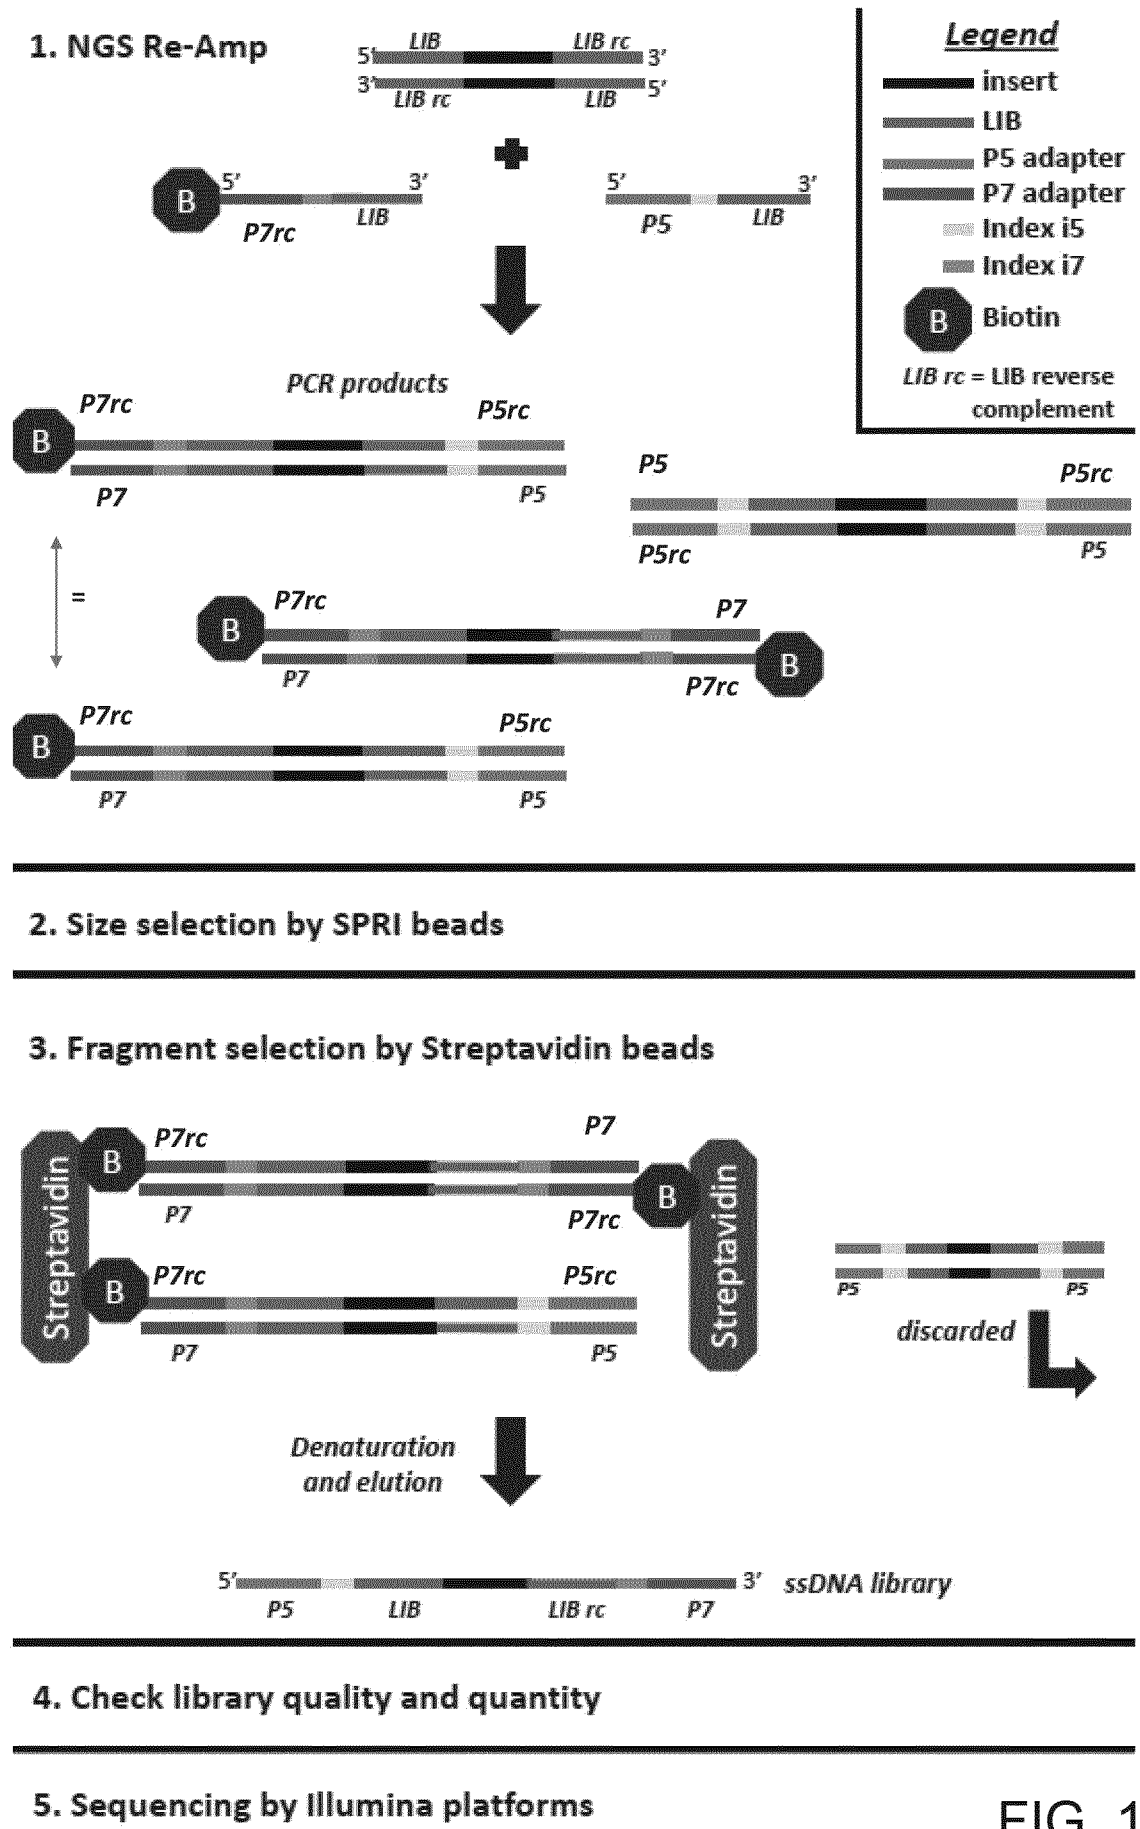 1. NGS Re-Amp
LIB
LIB rc
5'
3'
3'
5'
LIB rc
LIB
B
5'
3'
P7rc
LIB
5'
3'
P5
LIB
Legend
insert
LIB
P5 adapter
P7 adapter
Index i5
Index i7
B
Biotin
LIB rc = LIB reverse
complement
PCR products
P7rc
P5rc
B
P7
P5
P5
P5rc
P5rc
P5
=
P7rc
P7
B
B
P7
P7rc
P7rc
P5rc
B
P7
P5
2. Size selection by SPRI beads
3. Fragment selection by Streptavidin beads
Streptavidin
B
P7rc
P7
P7
P7rc
B
Streptavidin
B
P7rc
P5rc
P7
P5
P5
P5
discarded
Denaturation
and elution
5'
3'
ssDNA library
P5
LIB
LIB rc
P7
4. Check library quality and quantity
5. Sequencing by Illumina platforms
FIG. 1